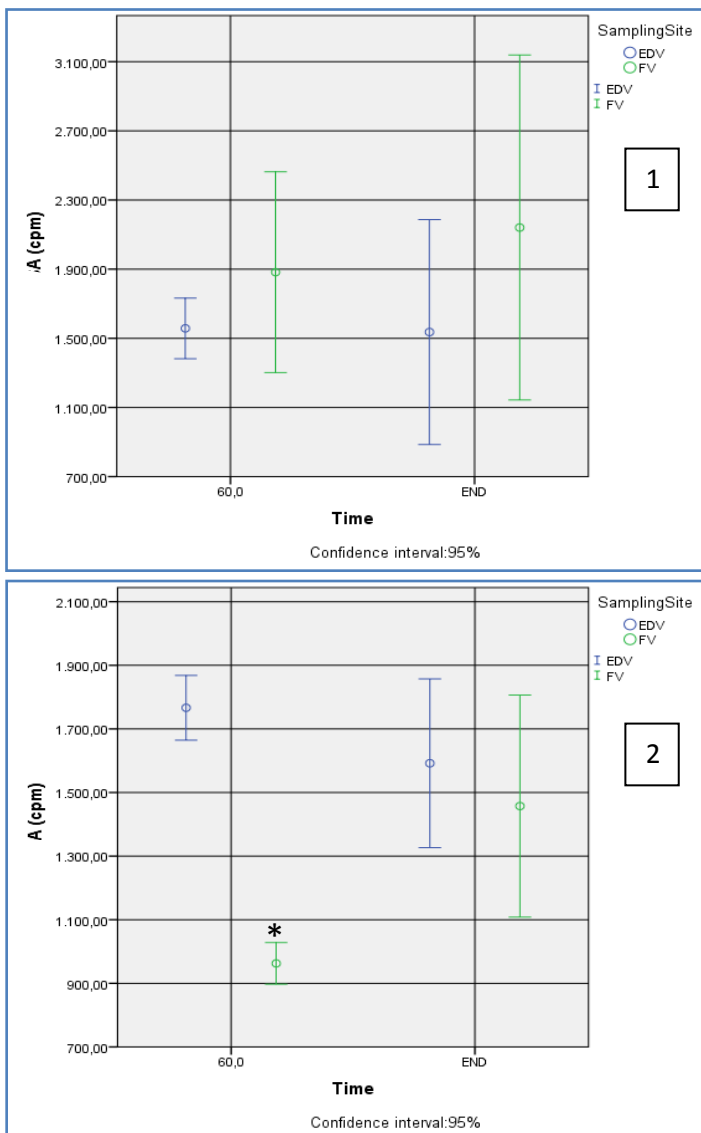 SamplingSite
EDV
FV
EDV
FV
1
3.100,00
2.700,00
2.300,00
1.900,00
1.500,00
1.100,00
700,00
A (cpm)
60,0 END
Time
Confidence interval:95%
SamplingSite
EDV
FV
EDV
FV
2
2.100,00
1.900,00
1.700,00
1.500,00
1.300,00
1.100,00
900,00
700,00
A (cpm)
*
60,0 END
Time
Confidence interval:95%